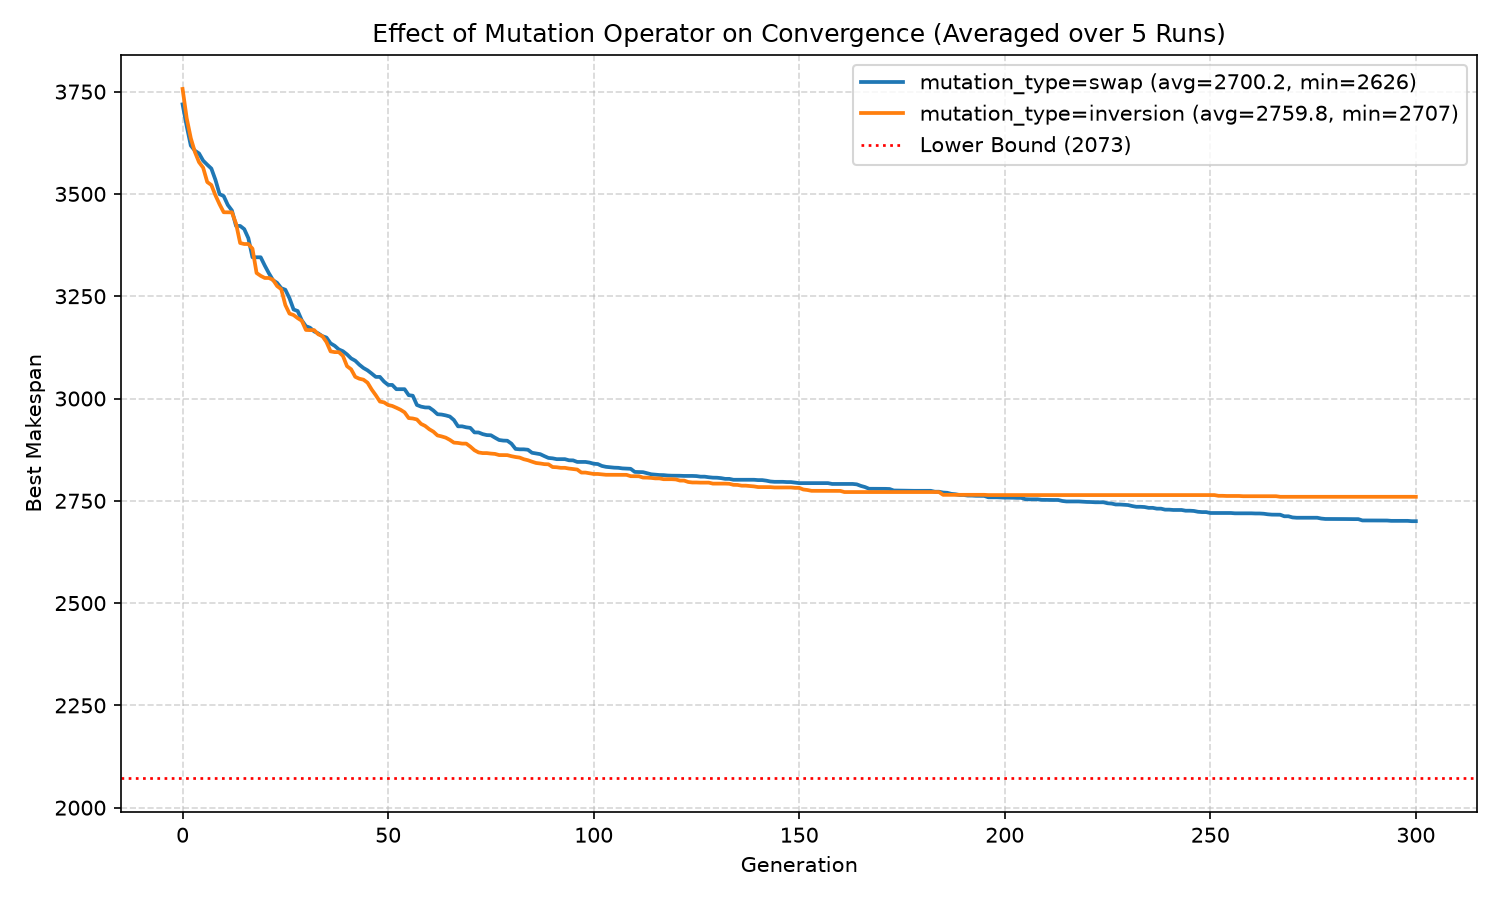 Effect of Mutation Operator on Convergence (Averaged over 5 Runs)
mutation_type=swap (avg=2700.2, min=2626)
mutation_type=inversion (avg=2759.8, min=2707)
Lower Bound (2073)
Best Makespan
3750
3500
3250
3000
2750
2500
2250
2000
0 50 100 150 200 250 300
Generation